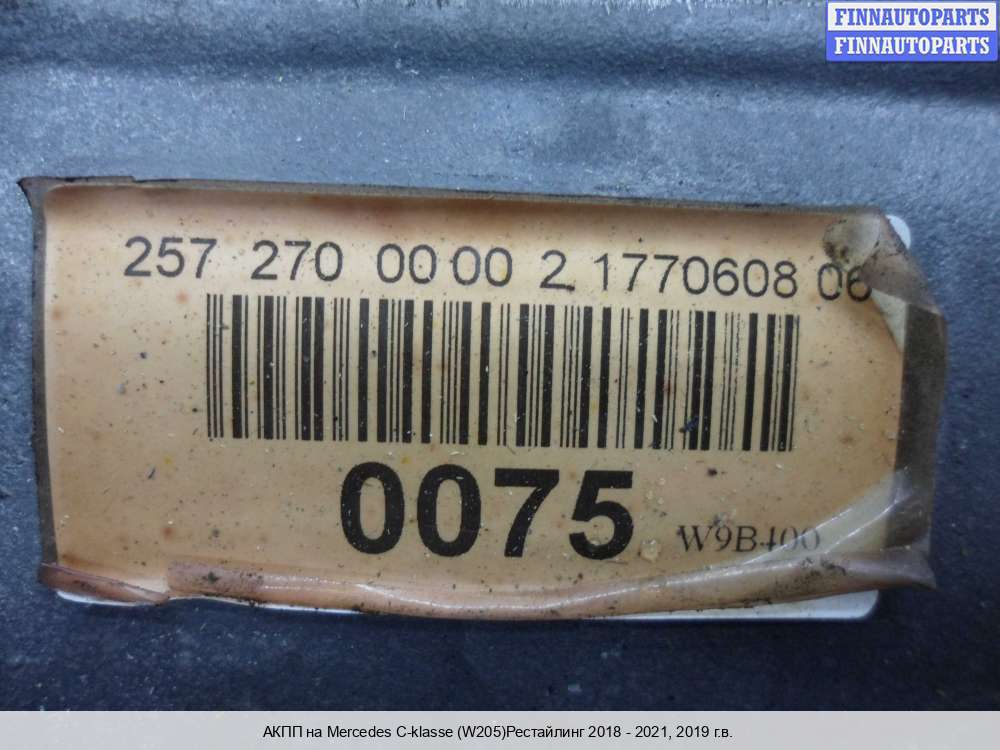 FINNAUTOPARTS
FINNAUTOPARTS
257 270 00 00 2 1770608 06
0075
W9B400
АКПП на Mercedes C-klasse (W205)Рестайлинг 2018 - 2021, 2019 г.в.